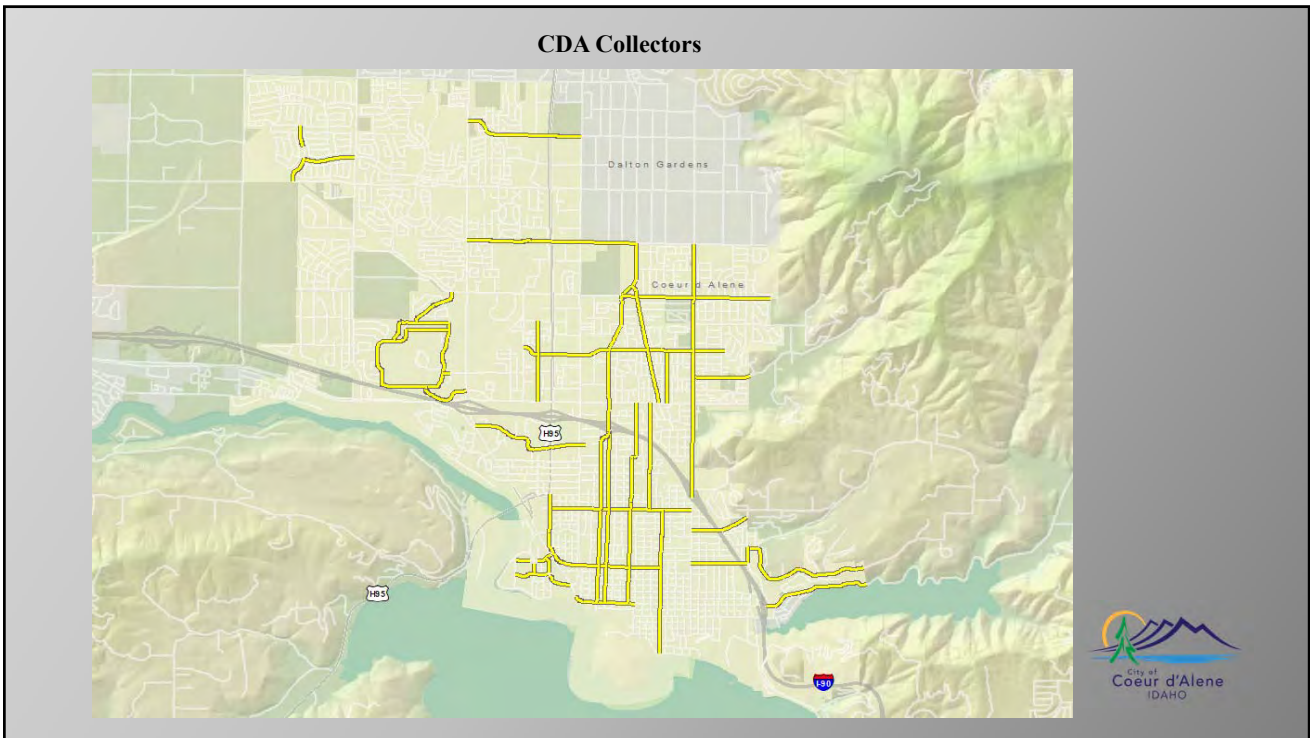 CDA Collectors
Dalton Gardens
Coeur d Alene
H95
H95
I-90
City of
Coeur d'Alene
IDAHO